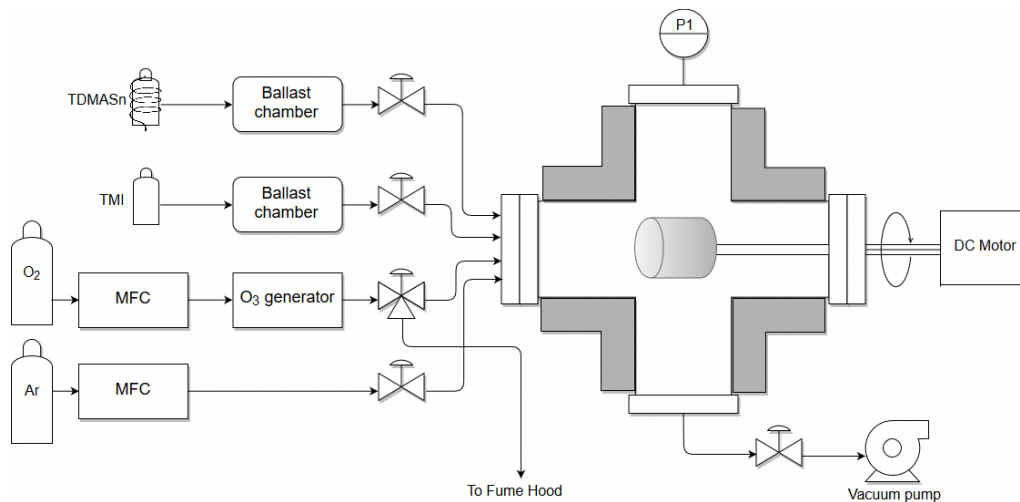 P1
TDMASn
Ballast
chamber
TMI
Ballast
chamber
DC Motor
O2
MFC
O3 generator
Ar
MFC
To Fume Hood
Vacuum pump